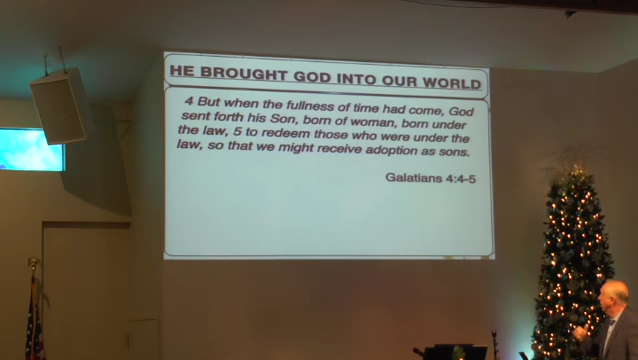 HE BROUGHT GOD INTO OUR WORLD
4 But when the fullness of time had come, God
sent forth his Son, born of woman, born under
the law, 5 to redeem those who were under the
law, so that we might receive adoption as sons.
Galatians 4:4-5